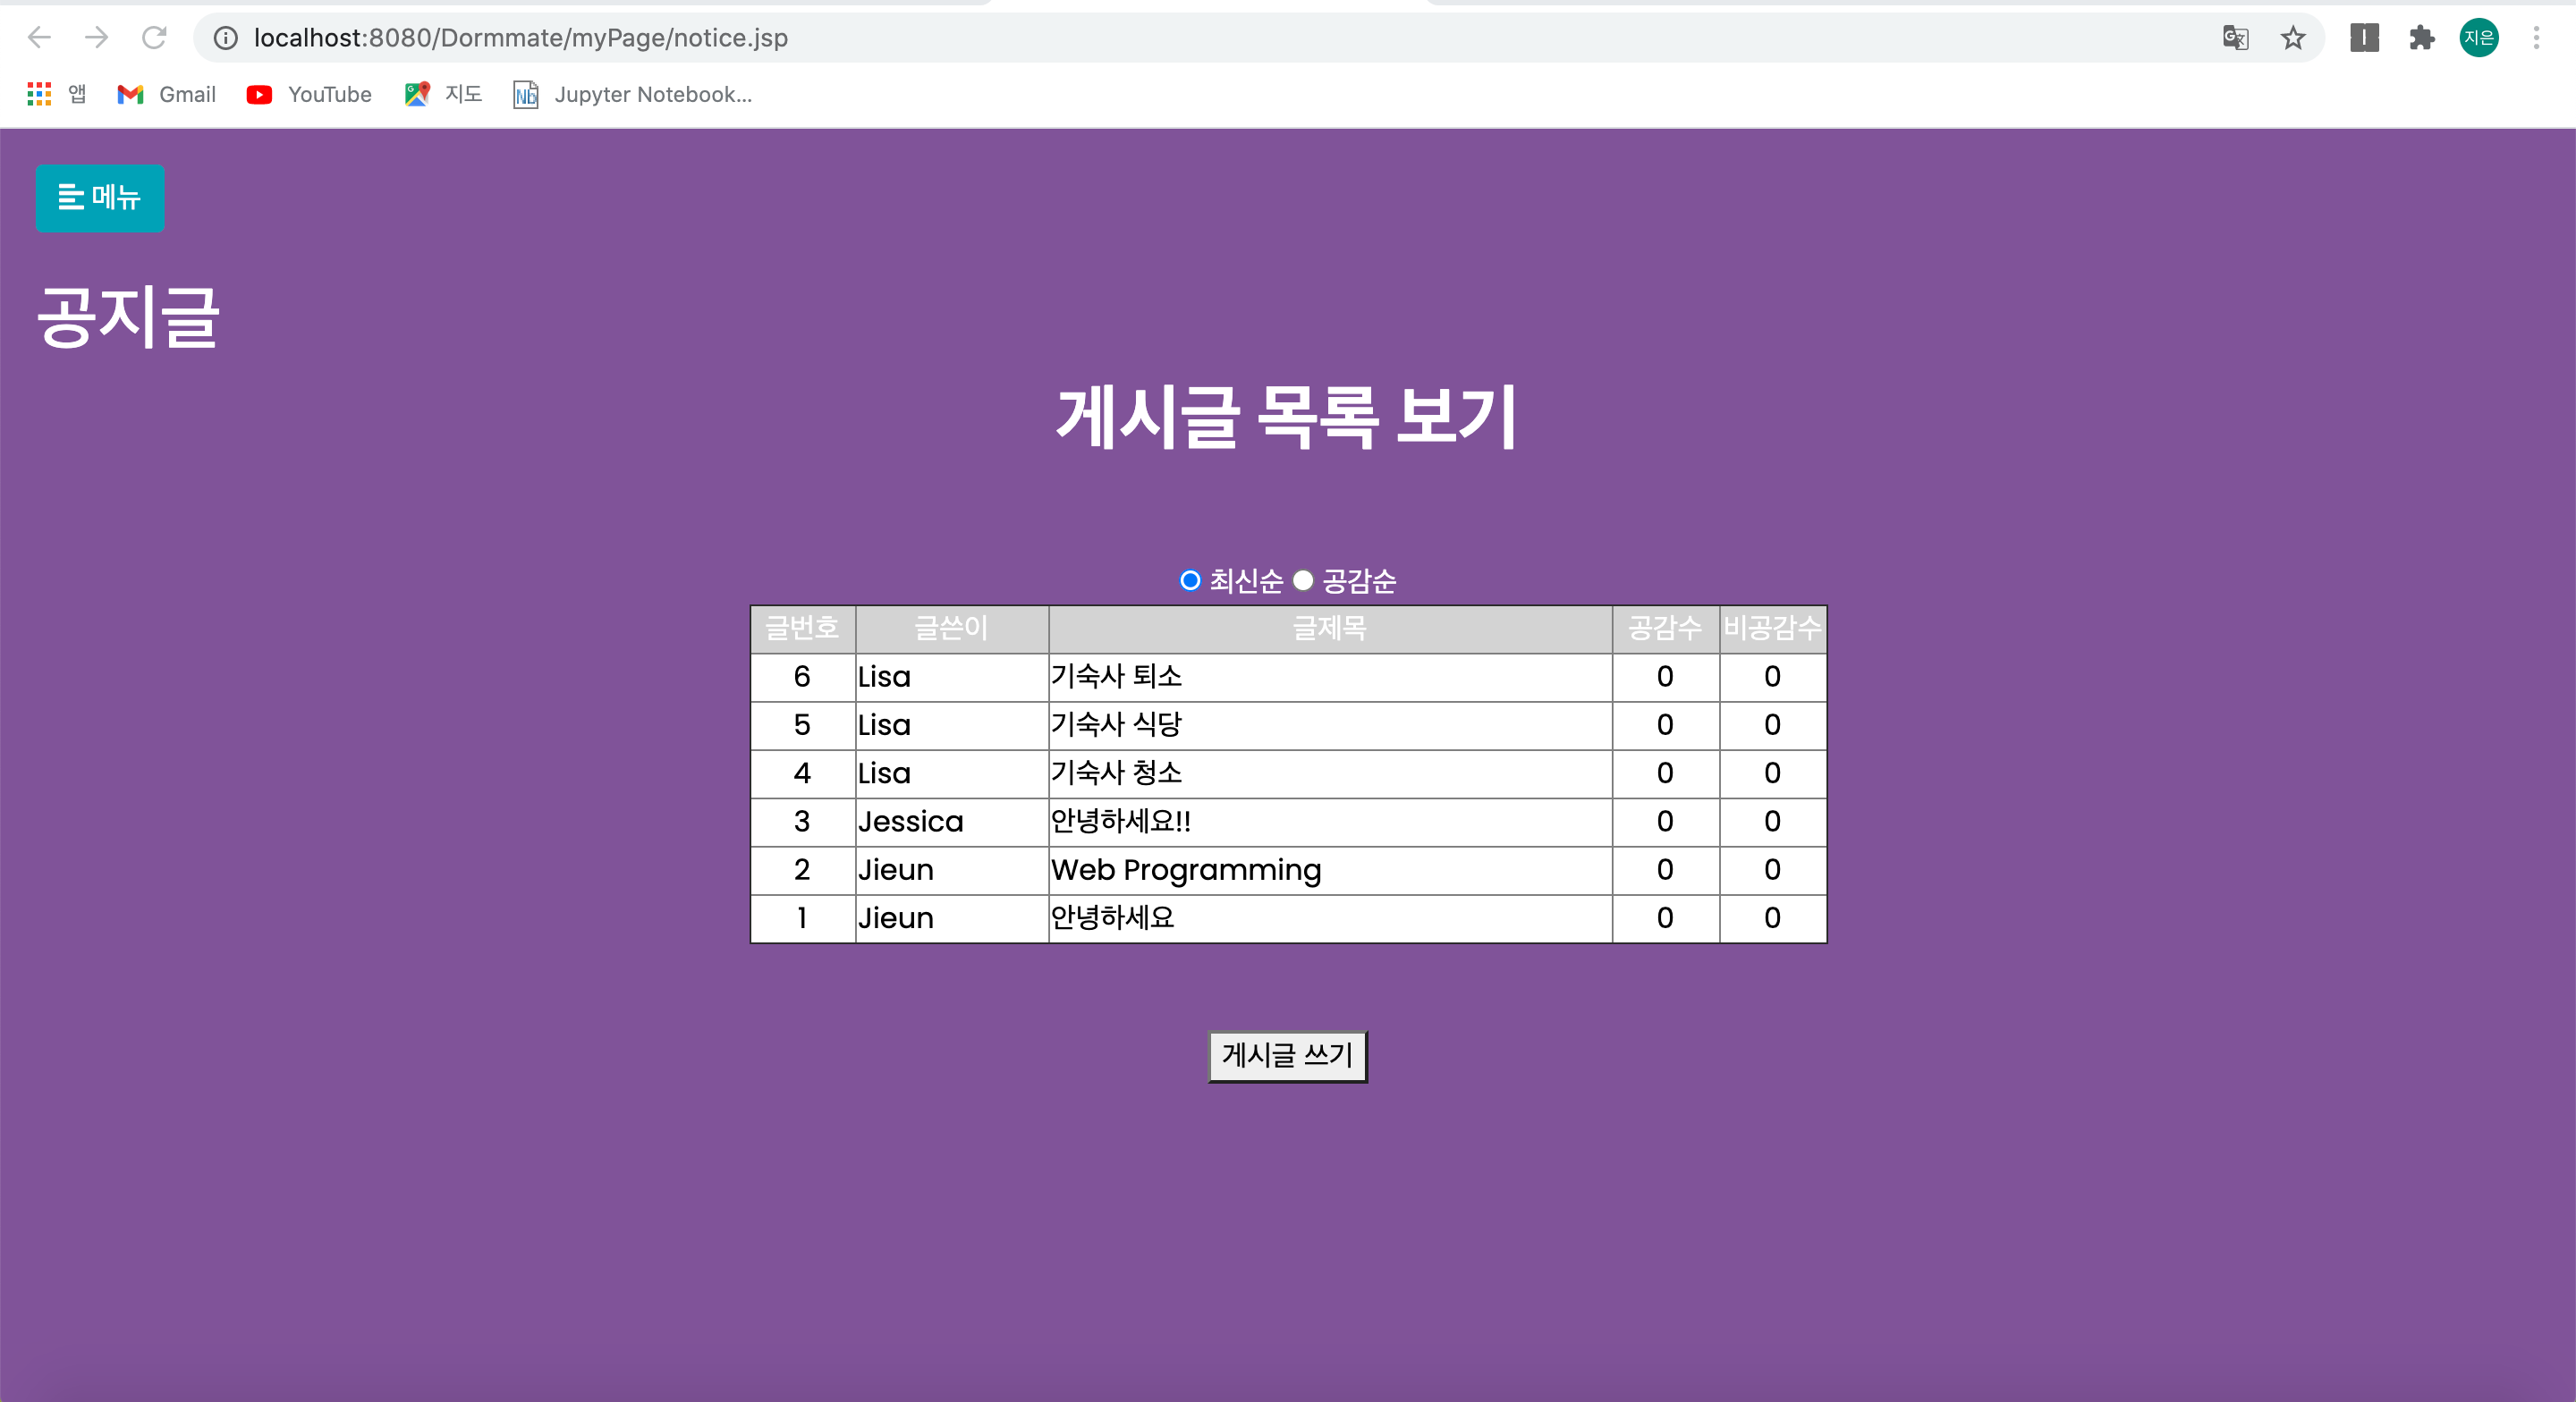 localhost:8080/Dormmate/myPage/notice.jsp 지은
앱 Gmail YouTube 지도 Jupyter Notebook...
메뉴
공지글
게시글 목록 보기
최신순 공감순
글번호 글쓴이 글제목 공감수 비공감수
6 Lisa 기숙사 퇴소 0 0
5 Lisa 기숙사 식당 0 0
4 Lisa 기숙사 청소 0 0
3 Jessica 안녕하세요!! 0 0
2 Jieun Web Programming 0 0
1 Jieun 안녕하세요 0 0
게시글 쓰기